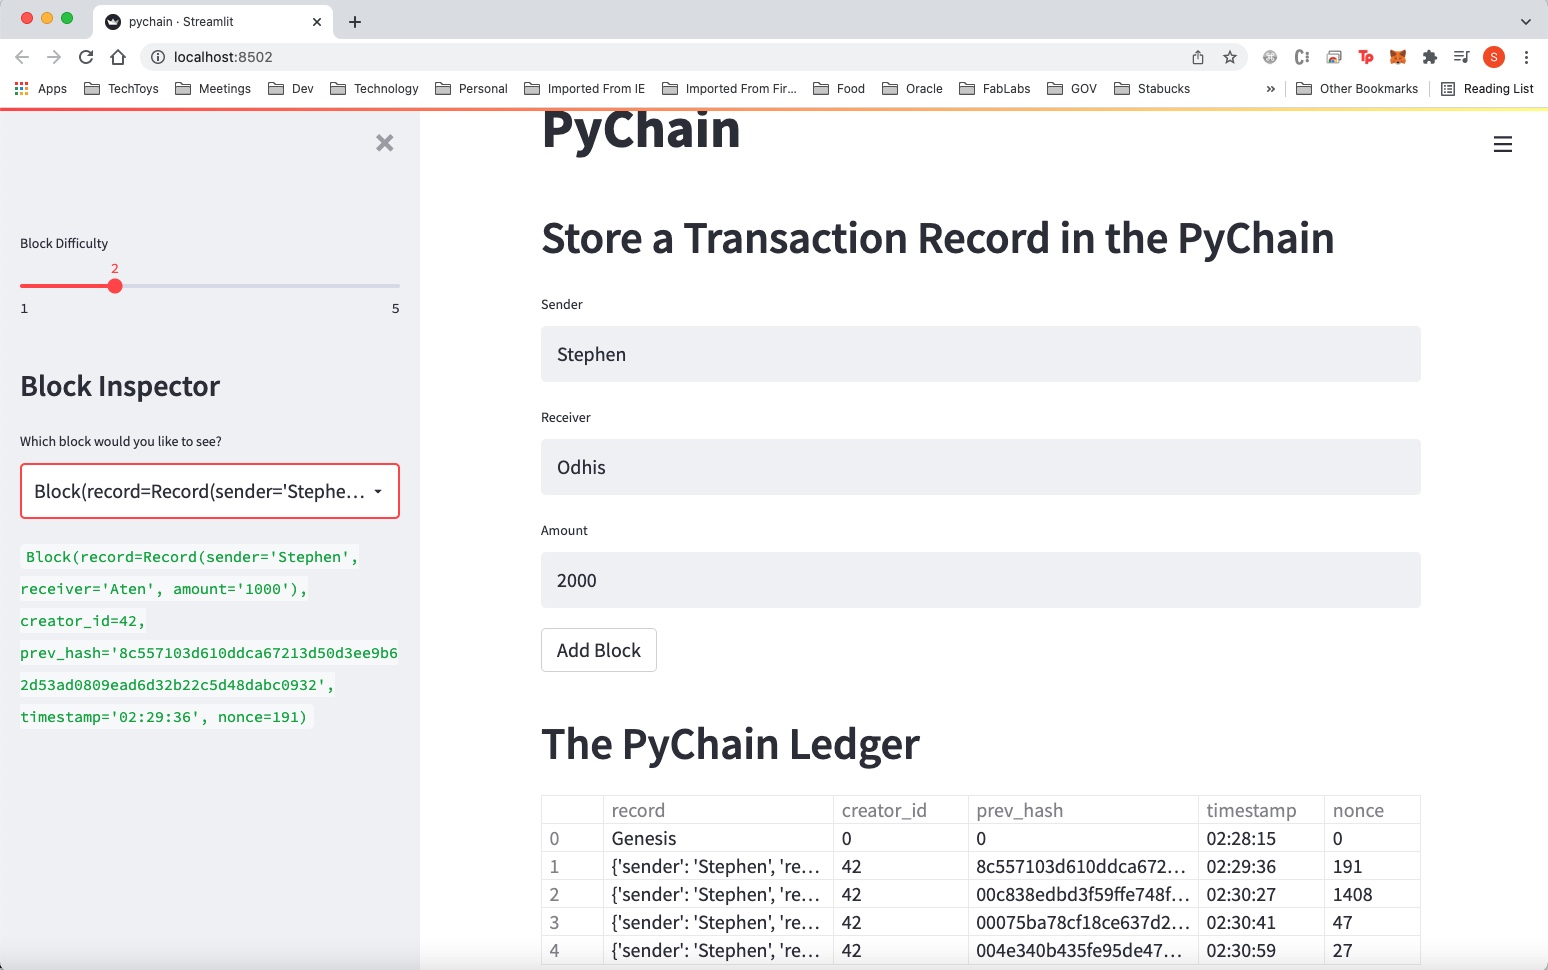 pychain · Streamlit
localhost:8502
Apps TechToys Meetings Dev Technology Personal Imported From IE Imported From Fir... Food Oracle FabLabs GOV Stabucks » Other Bookmarks Reading List
PyChain
Block Difficulty
2
1 5
Block Inspector
Which block would you like to see?
Block(record=Record(sender='Stephe...
Block(record=Record(sender='Stephen',
receiver='Aten', amount='1000'),
creator_id=42,
prev_hash='8c557103d610ddca67213d50d3ee9b6
2d53ad0809ead6d32b22c5d48dabc0932',
timestamp='02:29:36', nonce=191)
Store a Transaction Record in the PyChain
Sender
Stephen
Receiver
Odhis
Amount
2000
Add Block
The PyChain Ledger
record creator_id prev_hash timestamp nonce
0 Genesis 0 0 02:28:15 0
1 {'sender': 'Stephen', 're... 42 8c557103d610ddca672... 02:29:36 191
2 {'sender': 'Stephen', 're... 42 00c838edbd3f59ffe748f... 02:30:27 1408
3 {'sender': 'Stephen', 're... 42 00075ba78cf18ce637d2... 02:30:41 47
4 {'sender': 'Stephen', 're... 42 004e340b435fe95de47... 02:30:59 27